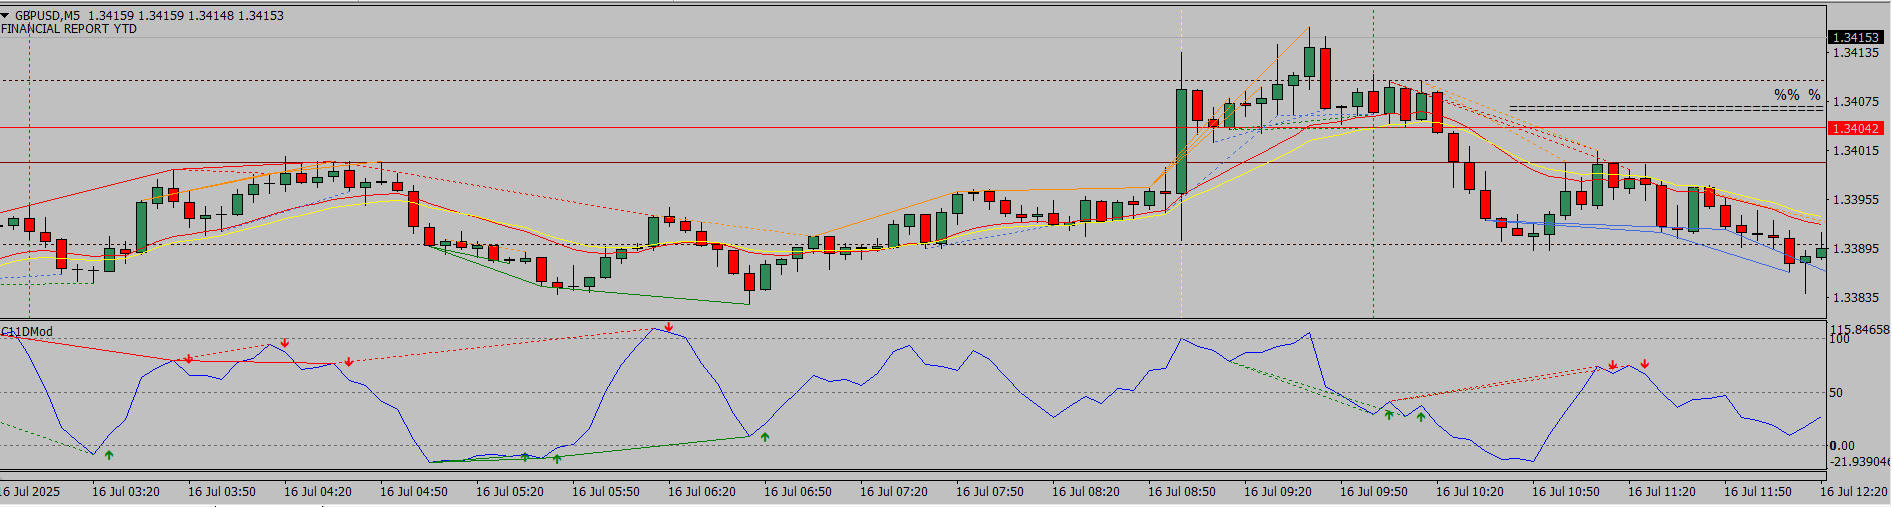 GBPUSD,M5 1.34159 1.34159 1.34148 1.34153
FINANCIAL REPORT YTD
1.34153
1.34135
%% %
1.34075
==============================
1.34042
1.34015
1.33955
1.33895
1.33835
C11DMod
115.84658
100
50
0.00
-21.939046
16 Jul 2025
16 Jul 03:20
16 Jul 03:50
16 Jul 04:20
16 Jul 04:50
16 Jul 05:20
16 Jul 05:50
16 Jul 06:20
16 Jul 06:50
16 Jul 07:20
16 Jul 07:50
16 Jul 08:20
16 Jul 08:50
16 Jul 09:20
16 Jul 09:50
16 Jul 10:20
16 Jul 10:50
16 Jul 11:20
16 Jul 11:50
16 Jul 12:20